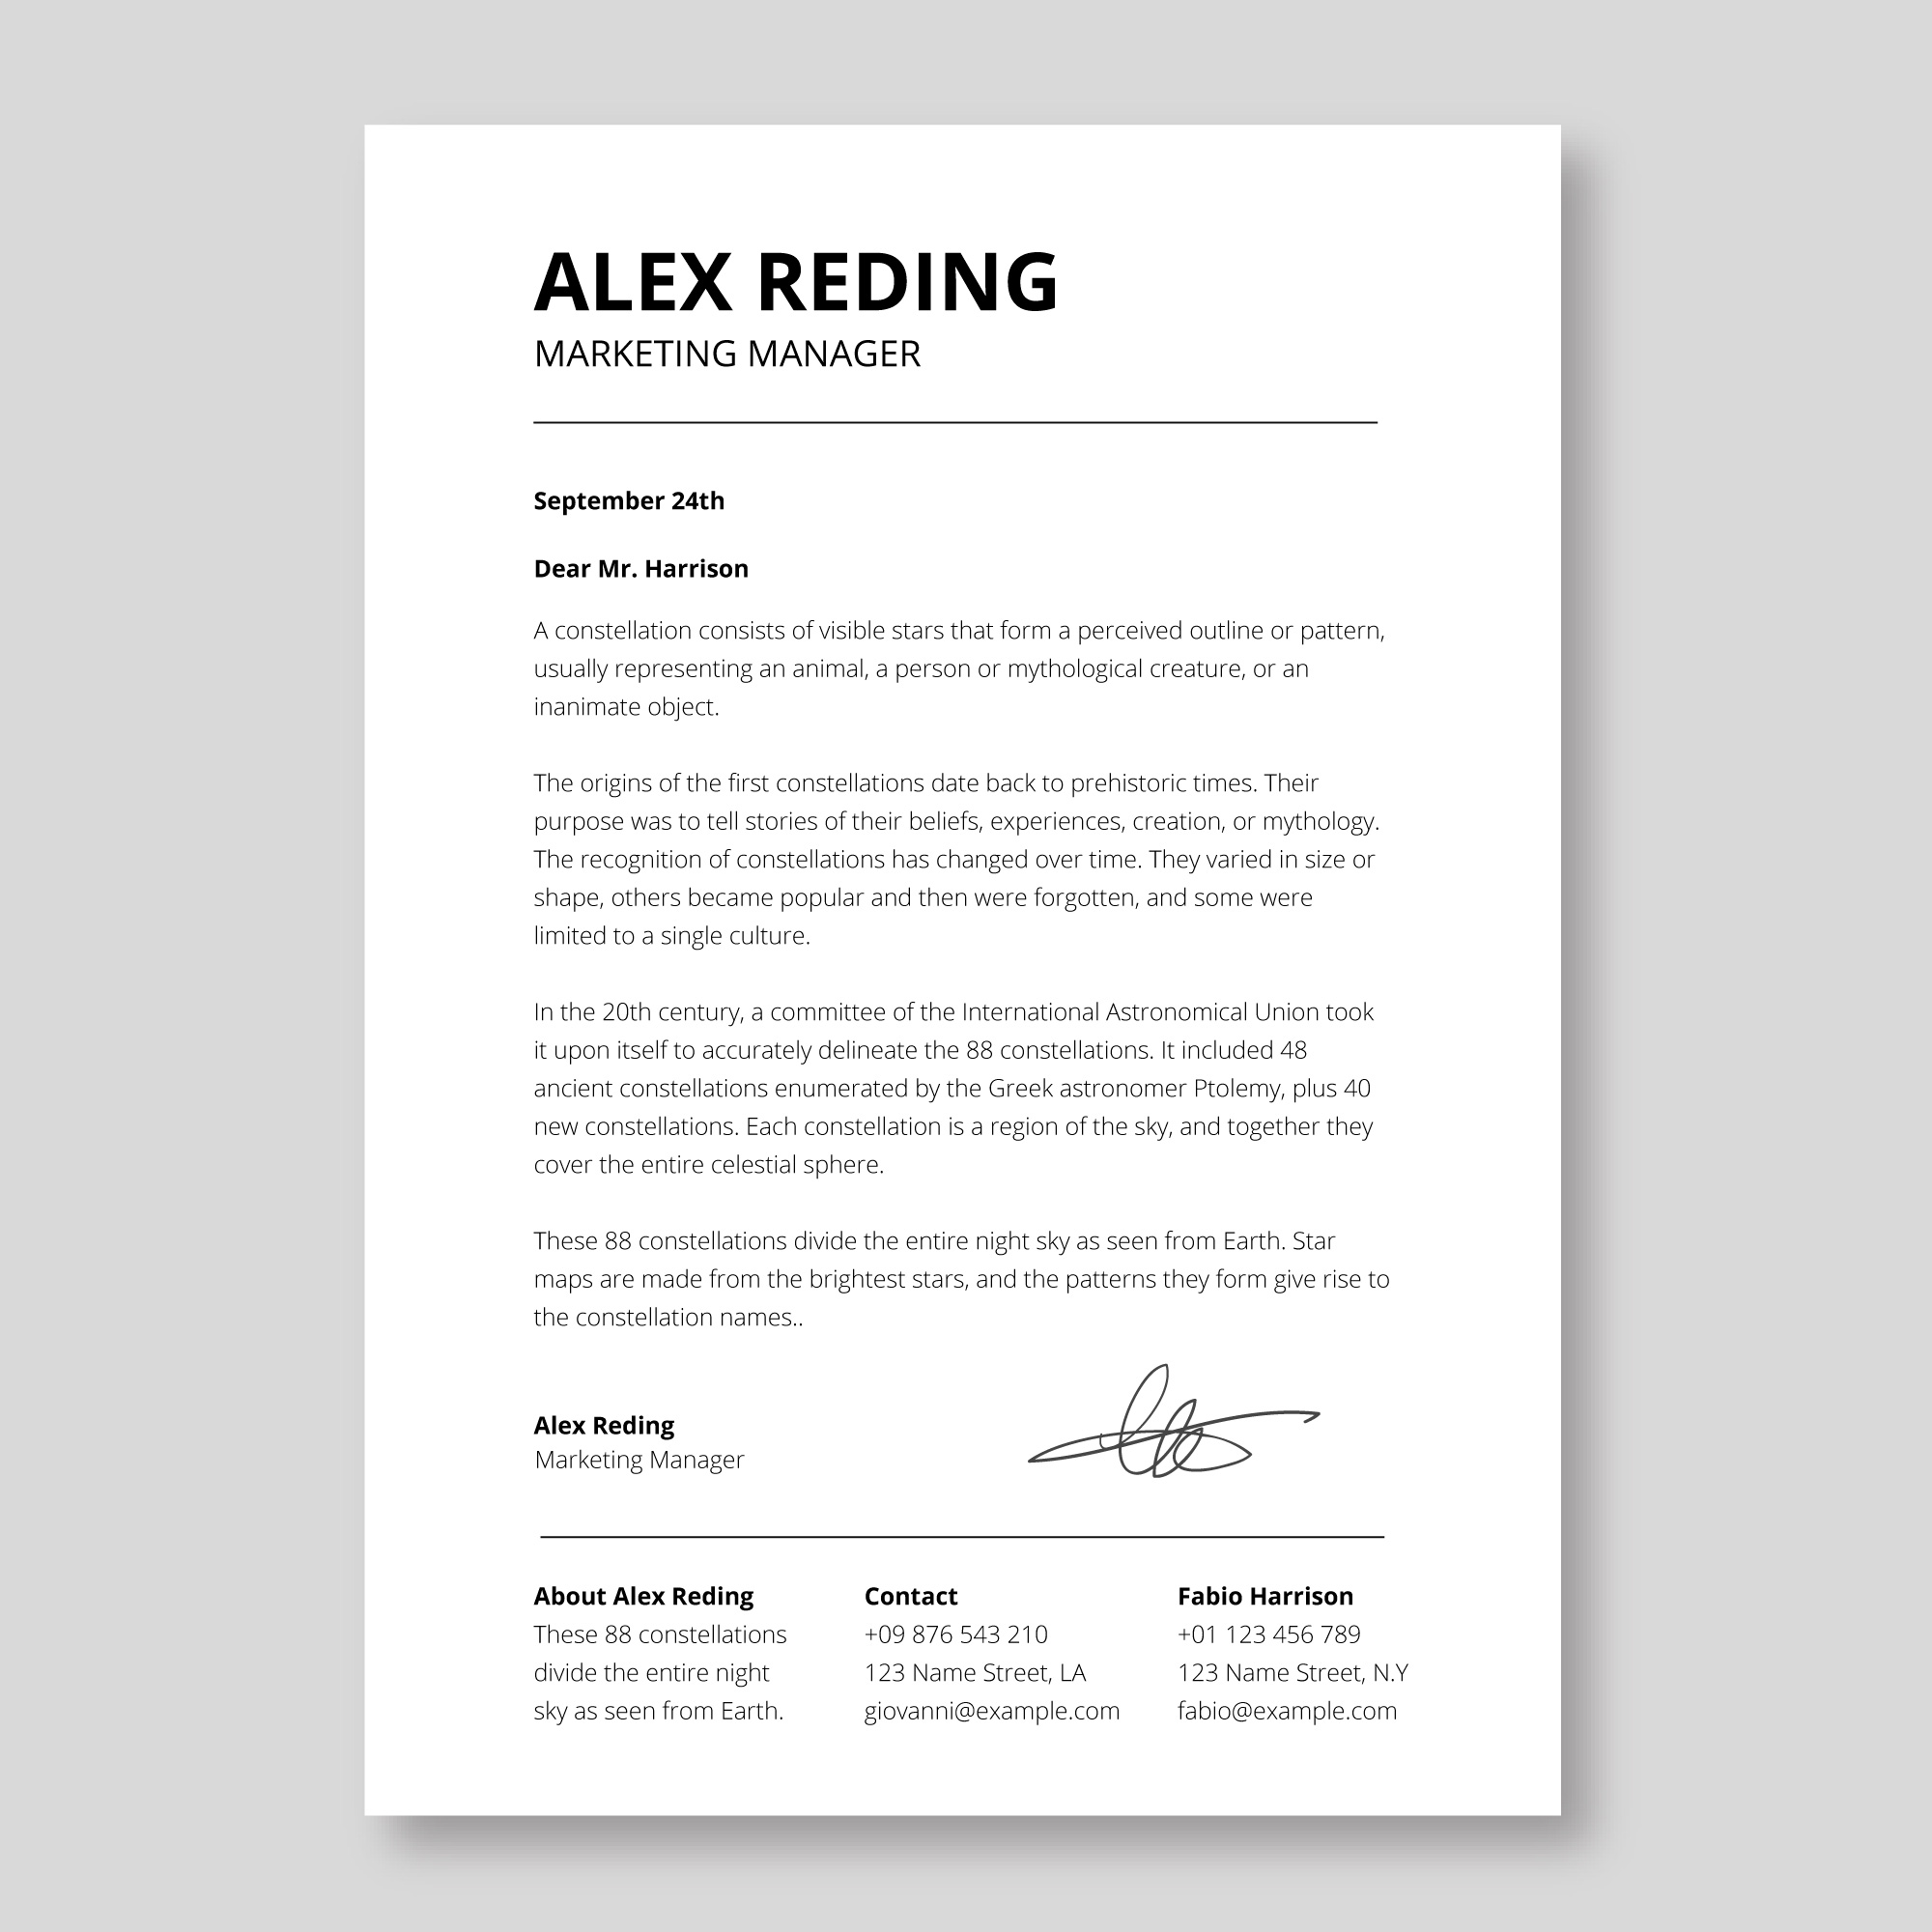 ALEX REDING
MARKETING MANAGER
September 24th
Dear Mr. Harrison
A constellation consists of visible stars that form a perceived outline or pattern,
usually representing an animal, a person or mythological creature, or an
inanimate object.
The origins of the first constellations date back to prehistoric times. Their
purpose was to tell stories of their beliefs, experiences, creation, or mythology.
The recognition of constellations has changed over time. They varied in size or
shape, others became popular and then were forgotten, and some were
limited to a single culture.
In the 20th century, a committee of the International Astronomical Union took
it upon itself to accurately delineate the 88 constellations. It included 48
ancient constellations enumerated by the Greek astronomer Ptolemy, plus 40
new constellations. Each constellation is a region of the sky, and together they
cover the entire celestial sphere.
These 88 constellations divide the entire night sky as seen from Earth. Star
maps are made from the brightest stars, and the patterns they form give rise to
the constellation names..
Alex Reding
Marketing Manager
About Alex Reding
These 88 constellations
divide the entire night
sky as seen from Earth.
Contact
+09 876 543 210
123 Name Street, LA
giovanni@example.com
Fabio Harrison
+01 123 456 789
123 Name Street, N.Y
fabio@example.com